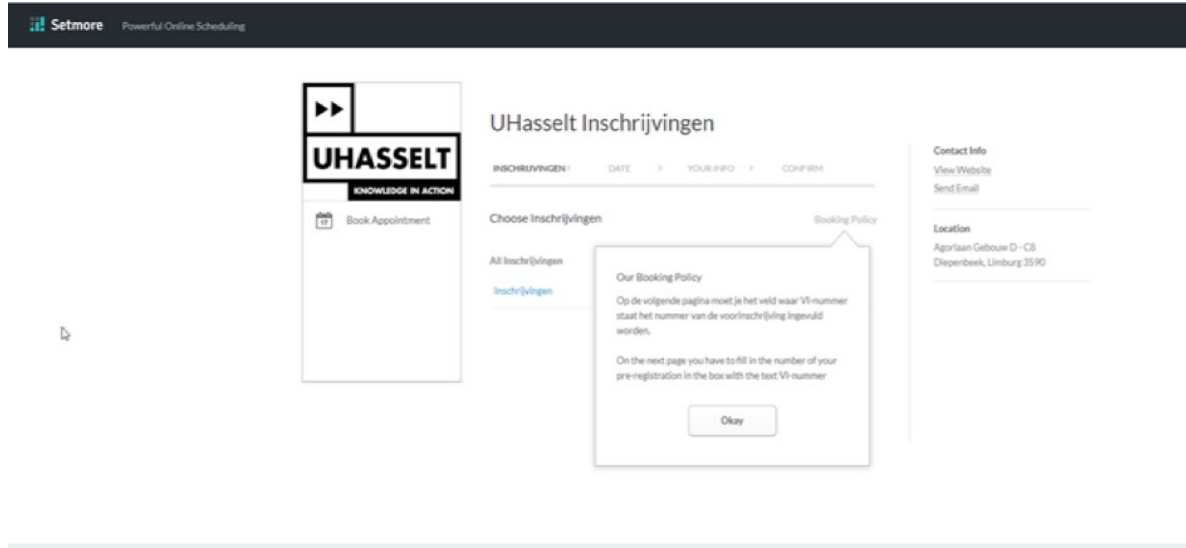 Setmore Powerful Online Scheduling
UHASSELT
KNOWLEDGE IN ACTION
17 Book Appointment
UHasselt Inschrijvingen
INSCHRIJVINGEN > DATE > YOUR INFO > CONFIRM
Choose Inschrijvingen Booking Policy
All Inschrijvingen
Inschrijvingen
Our Booking Policy
Op de volgende pagina moet je het veld waar VI-nummer
staat het nummer van de voorinschrijving ingevuld
worden.
On the next page you have to fill in the number of your
pre-registration in the box with the text VI-nummer
Okay
Contact Info
View Website
Send Email
Location
Agorlaan Gebouw D - C8
Diepenbeek, Limburg 3590